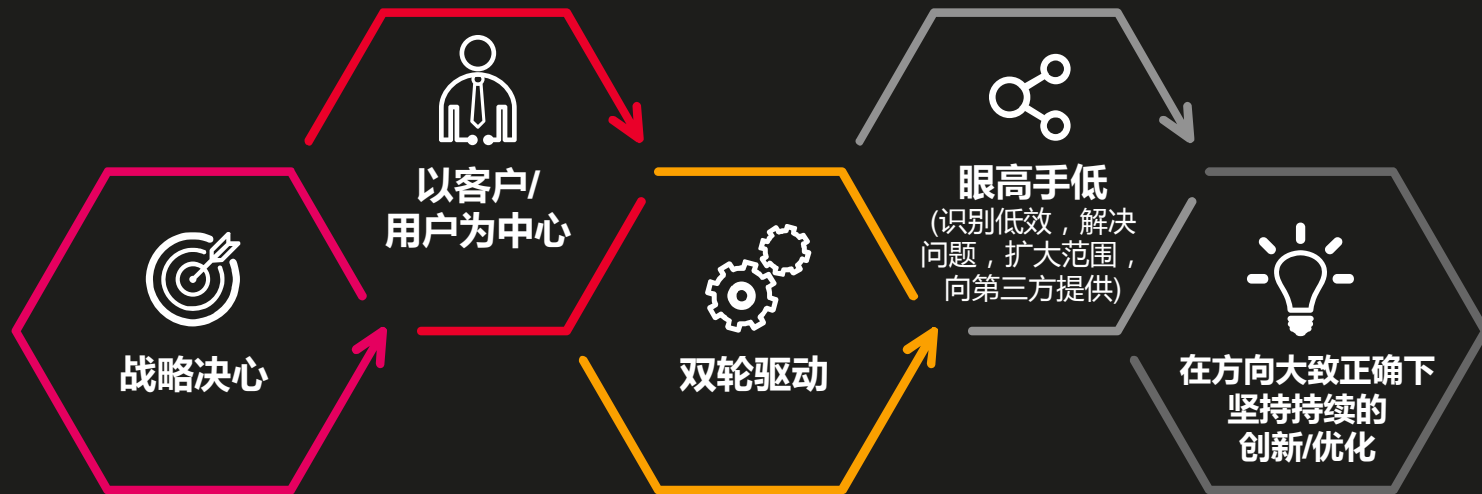 战略决心
以客户/
用户为中心
双轮驱动
眼高手低
(识别低效，解决
问题，扩大范围，
向第三方提供)
在方向大致正确下
坚持持续的
创新/优化